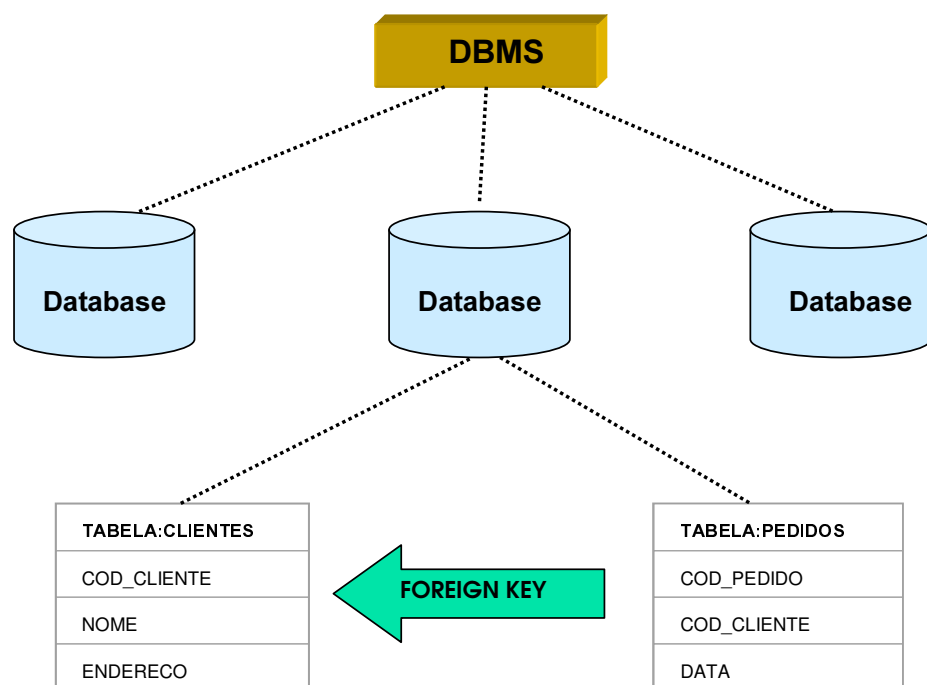 DBMS
Database
Database
Database
TABELA:CLIENTES
COD_CLIENTE
NOME
ENDERECO
FOREIGN KEY
TABELA:PEDIDOS
COD_PEDIDO
COD_CLIENTE
DATA